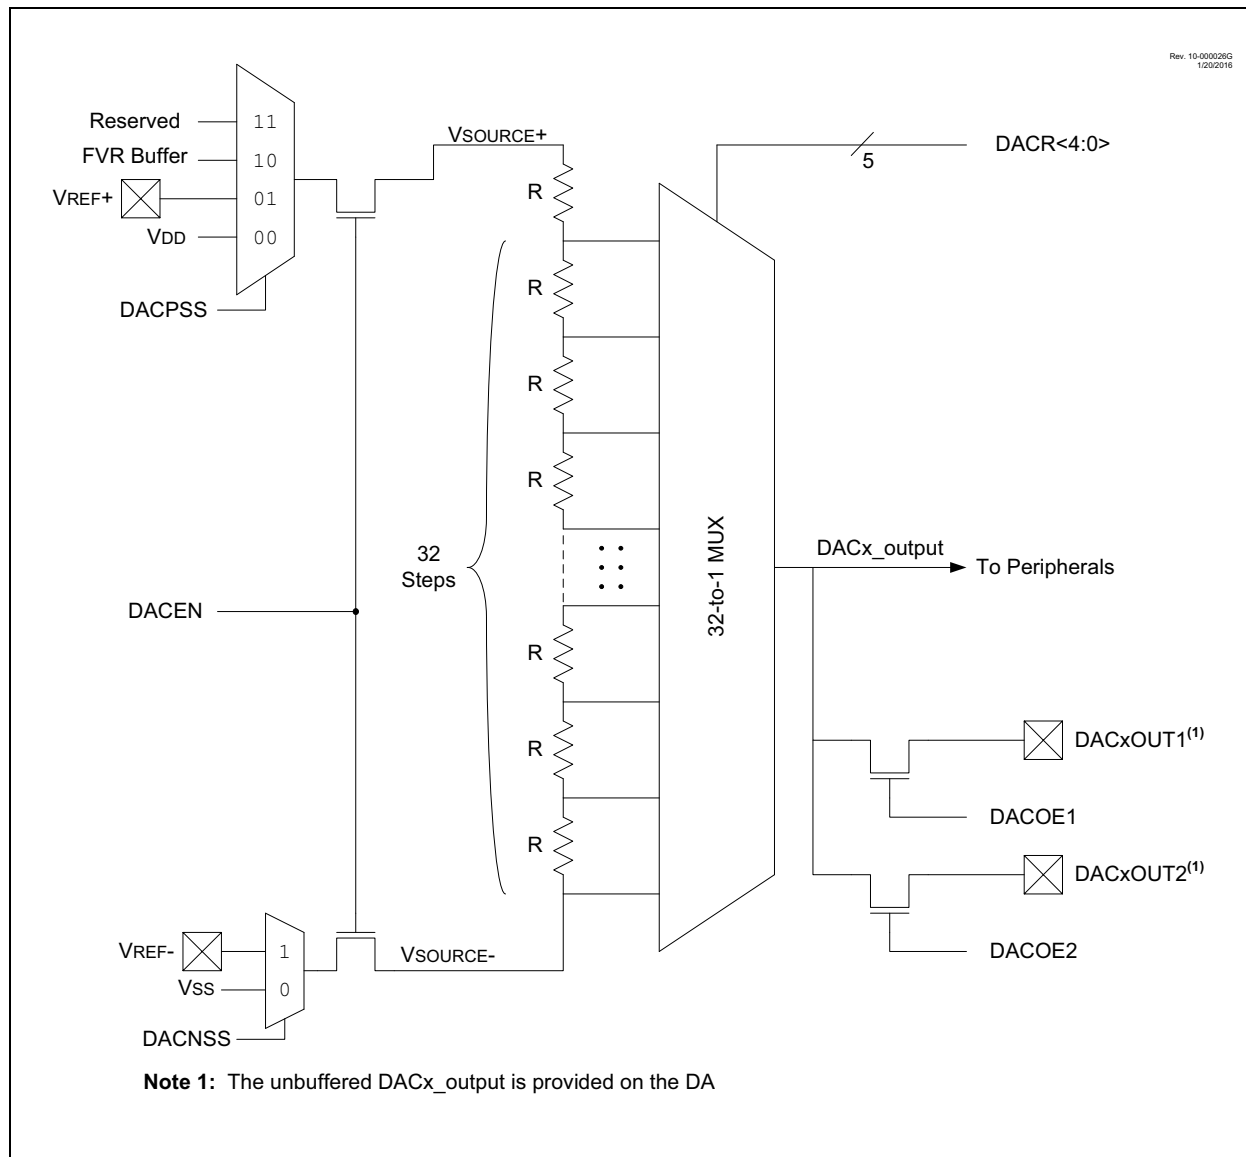 Rev. 10-000026G
1/20/2016
Reserved
11
FVR Buffer
10
VREF+
01
VDD
00
DACPSS
VSOURCE+
R
R
R
R
32
Steps
DACEN
R
R
R
DACR<4:0>
5
32-to-1 MUX
DACx_output
To Peripherals
DACxOUT1(1)
DACOE1
DACxOUT2(1)
DACOE2
VREF-
1
VSS
0
VSOURCE-
DACNSS
Note 1: The unbuffered DACx_output is provided on the DA